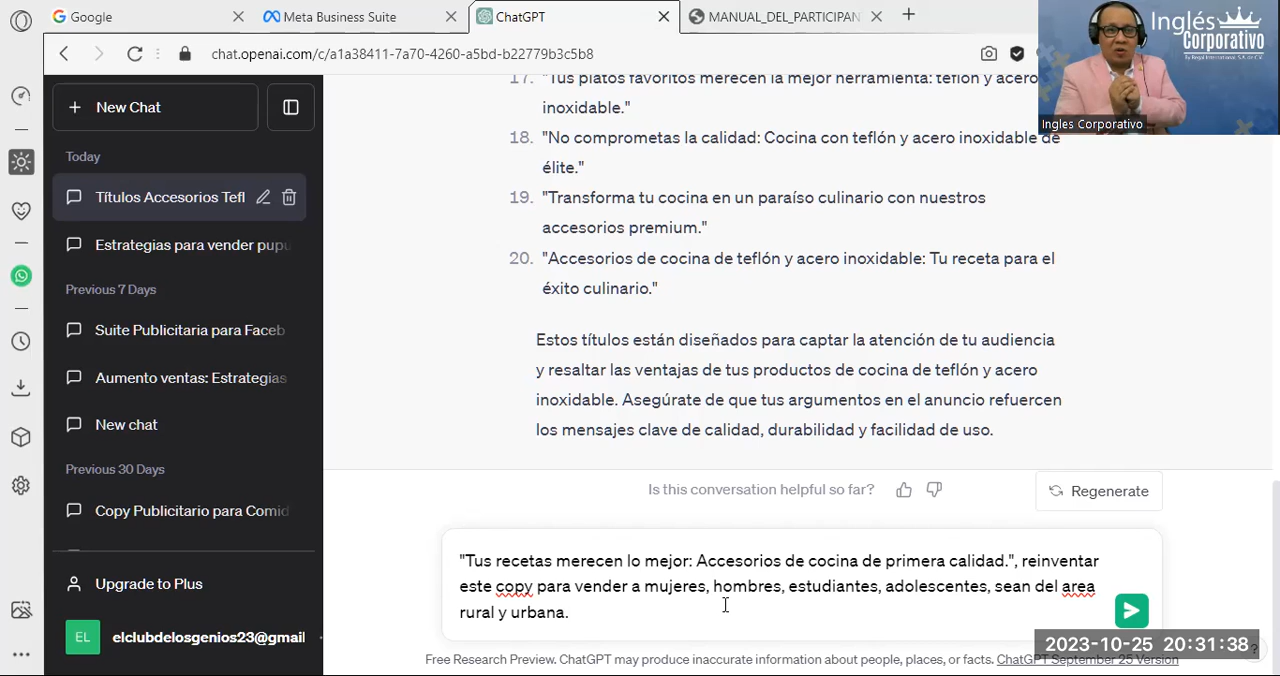 Google
Meta Business Suite
ChatGPT
MANUAL_DEL_PARTICIPAN
chat.openai.com/c/a1a38411-7a70-4260-a5bd-b22779b3c5b8
Inglés
Corporativo
By Regal International, S.A. de C.V.
Ingles Corporativo
New Chat
Today
Títulos Accesorios Tefl
Estrategias para vender pupu
Previous 7 Days
Suite Publicitaria para Faceb
Aumento ventas: Estrategias
New chat
Previous 30 Days
Copy Publicitario para Comid
Upgrade to Plus
EL
elclubdelosgenios23@gmail
17. "Tus platos favoritos merecen la mejor herramienta: teflón y acero
inoxidable."
18. "No comprometas la calidad: Cocina con teflón y acero inoxidable de
élite."
19. "Transforma tu cocina en un paraíso culinario con nuestros
accesorios premium."
20. "Accesorios de cocina de teflón y acero inoxidable: Tu receta para el
éxito culinario."
Estos títulos están diseñados para captar la atención de tu audiencia
y resaltar las ventajas de tus productos de cocina de teflón y acero
inoxidable. Asegúrate de que tus argumentos en el anuncio refuercen
los mensajes clave de calidad, durabilidad y facilidad de uso.
Is this conversation helpful so far?
Regenerate
"Tus recetas merecen lo mejor: Accesorios de cocina de primera calidad.", reinventar
este copy para vender a mujeres, hombres, estudiantes, adolescentes, sean del area
rural y urbana.
2023-10-25 20:31:38
Free Research Preview. ChatGPT may produce inaccurate information about people, places, or facts. ChatGPT September 25 Version